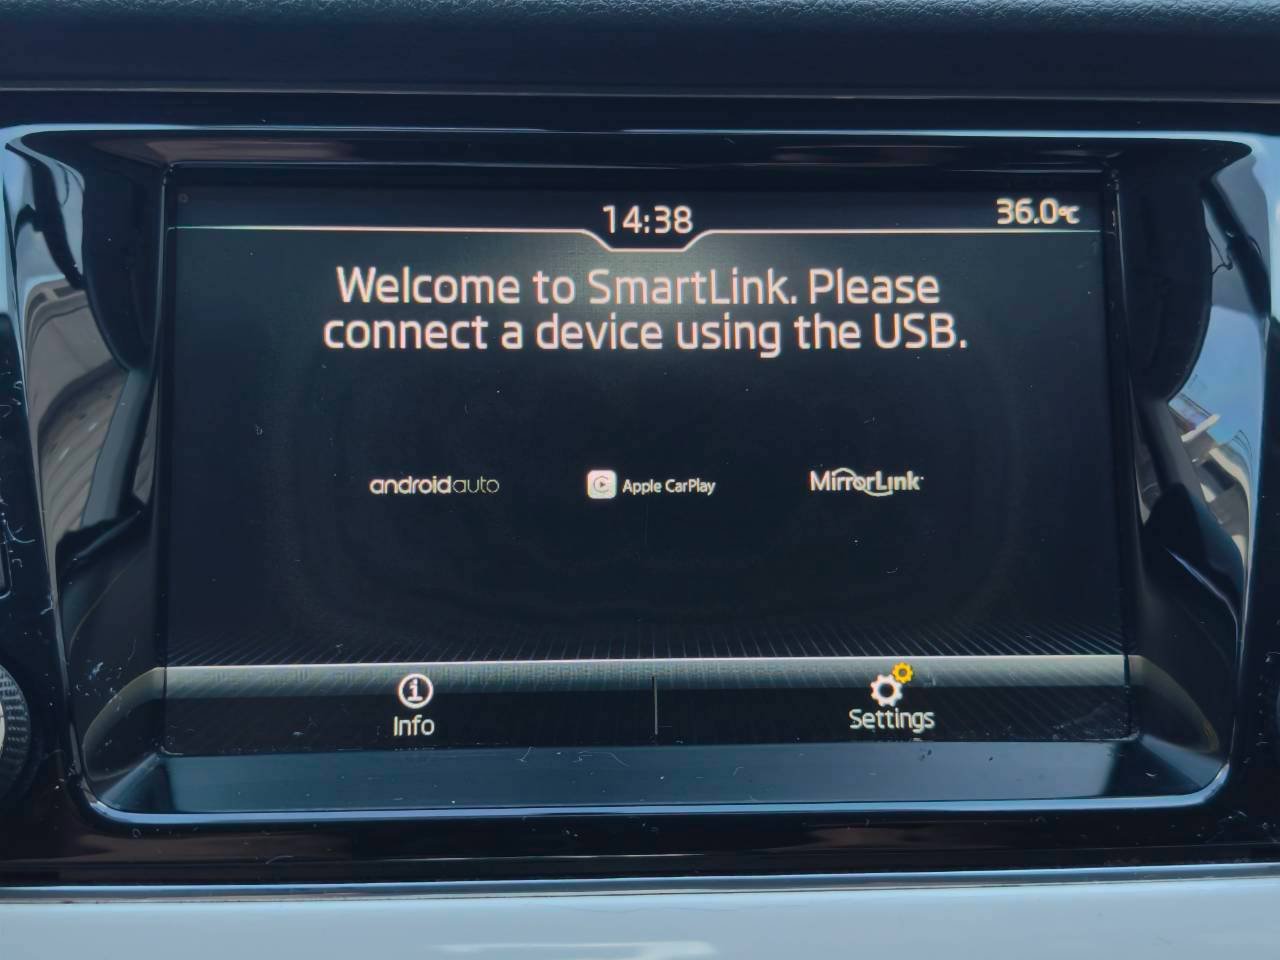 14:38
36.0℃
Welcome to SmartLink. Please
connect a device using the USB.
androidauto
Apple CarPlay
MirrorLink
Info
Settings